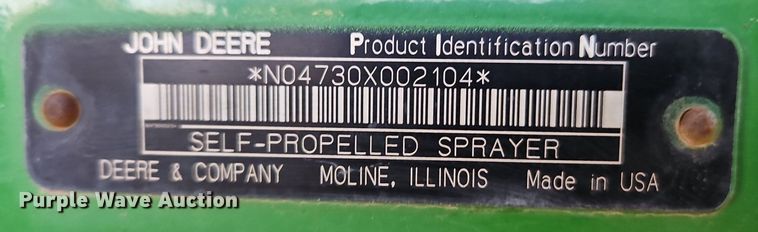 JOHN DEERE Product Identification Number
*N04730X002104*
SELF-PROPELLED SPRAYER
DEERE & COMPANY MOLINE, ILLINOIS Made in USA
Purple Wave Auction